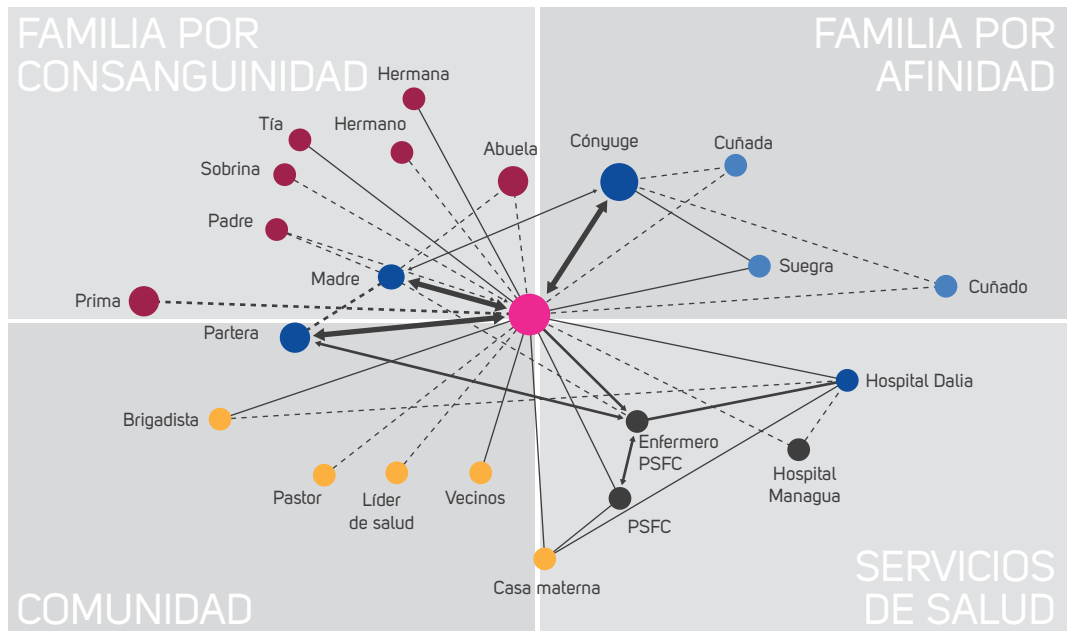 FAMILIA POR
CONSANGUINIDAD
FAMILIA POR
AFINIDAD
Hermana
Tía
Hermano
Abuela
Sobrina
Padre
Madre
Prima
Cónyuge
Cuñada
Suegra
Cuñado
Partera
Brigadista
Pastor
Líder
de salud
Vecinos
Casa materna
COMUNIDAD
Hospital Dalia
Enfermero
PSFC
Hospital
Managua
PSFC
SERVICIOS
DE SALUD